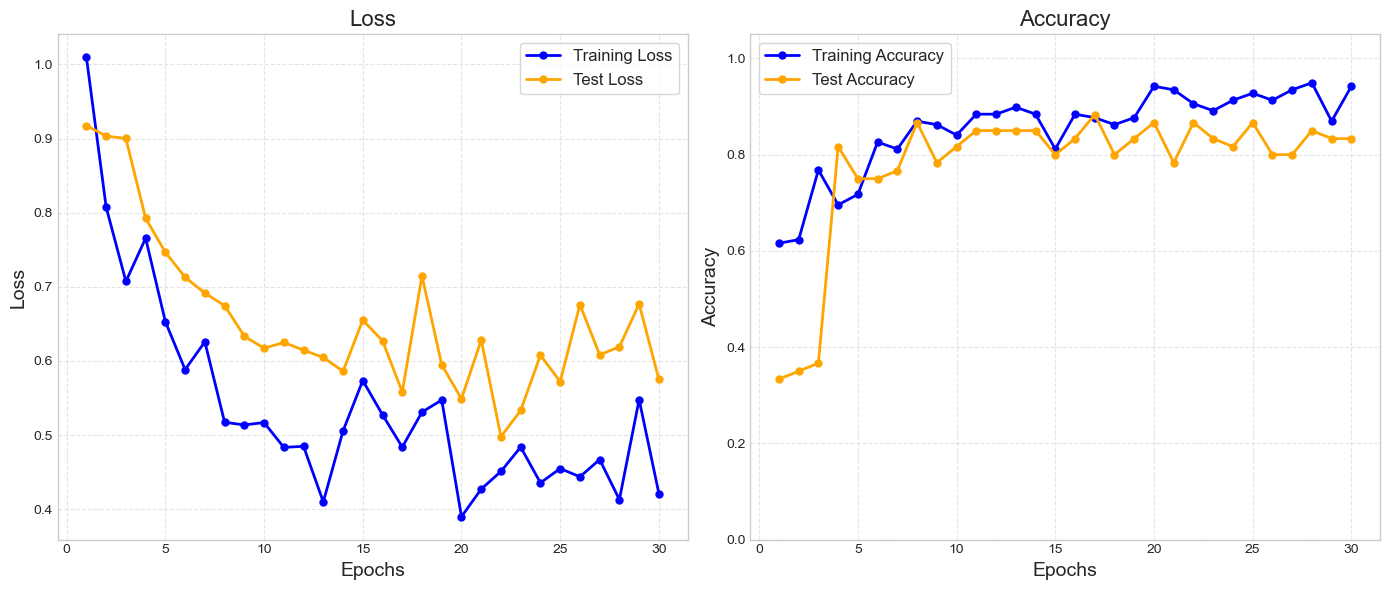 Loss
Training Loss
Test Loss
Loss
1.0
0.9
0.8
0.7
0.6
0.5
0.4
0 5 10 15 20 25 30
Epochs
Accuracy
Training Accuracy
Test Accuracy
Accuracy
1.0
0.8
0.6
0.4
0.2
0.0
0 5 10 15 20 25 30
Epochs